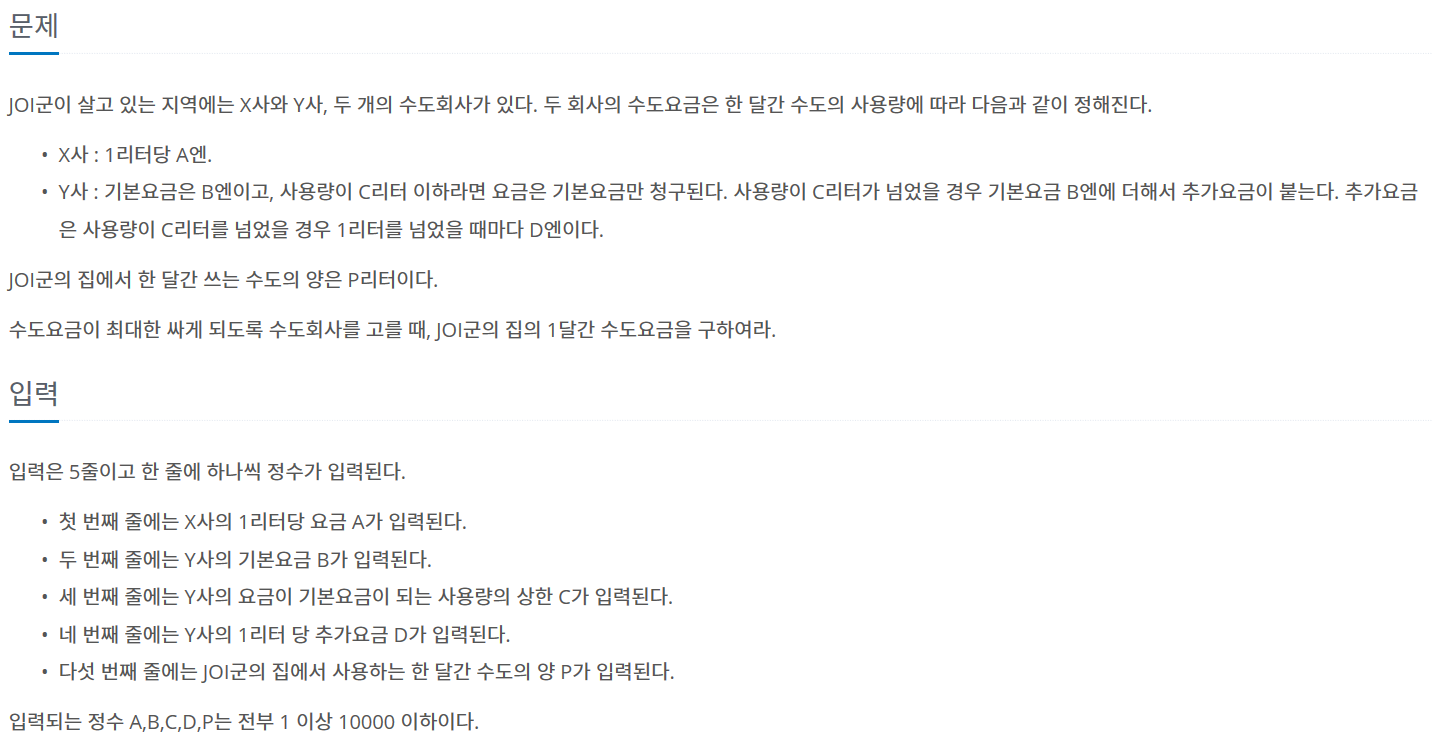 문제
JOI군이 살고 있는 지역에는 X사와 Y사, 두 개의 수도회사가 있다. 두 회사의 수도요금은 한 달간 수도의 사용량에 따라 다음과 같이 정해진다.
• X사 : 1리터당 A엔.
• Y사 : 기본요금은 B엔이고, 사용량이 C리터 이하라면 요금은 기본요금만 청구된다. 사용량이 C리터가 넘었을 경우 기본요금 B엔에 더해서 추가요금이 붙는다. 추가요금
은 사용량이 C리터를 넘었을 경우 1리터를 넘었을 때마다 D엔이다.
JOI군의 집에서 한 달간 쓰는 수도의 양은 P리터이다.
수도요금이 최대한 싸게 되도록 수도회사를 고를 때, JOI군의 집의 1달간 수도요금을 구하여라.
입력
입력은 5줄이고 한 줄에 하나씩 정수가 입력된다.
• 첫 번째 줄에는 X사의 1리터당 요금 A가 입력된다.
• 두 번째 줄에는 Y사의 기본요금 B가 입력된다.
• 세 번째 줄에는 Y사의 요금이 기본요금이 되는 사용량의 상한 C가 입력된다.
• 네 번째 줄에는 Y사의 1리터 당 추가요금 D가 입력된다.
• 다섯 번째 줄에는 JOI군의 집에서 사용하는 한 달간 수도의 양 P가 입력된다.
입력되는 정수 A,B,C,D,P는 전부 1 이상 10000 이하이다.